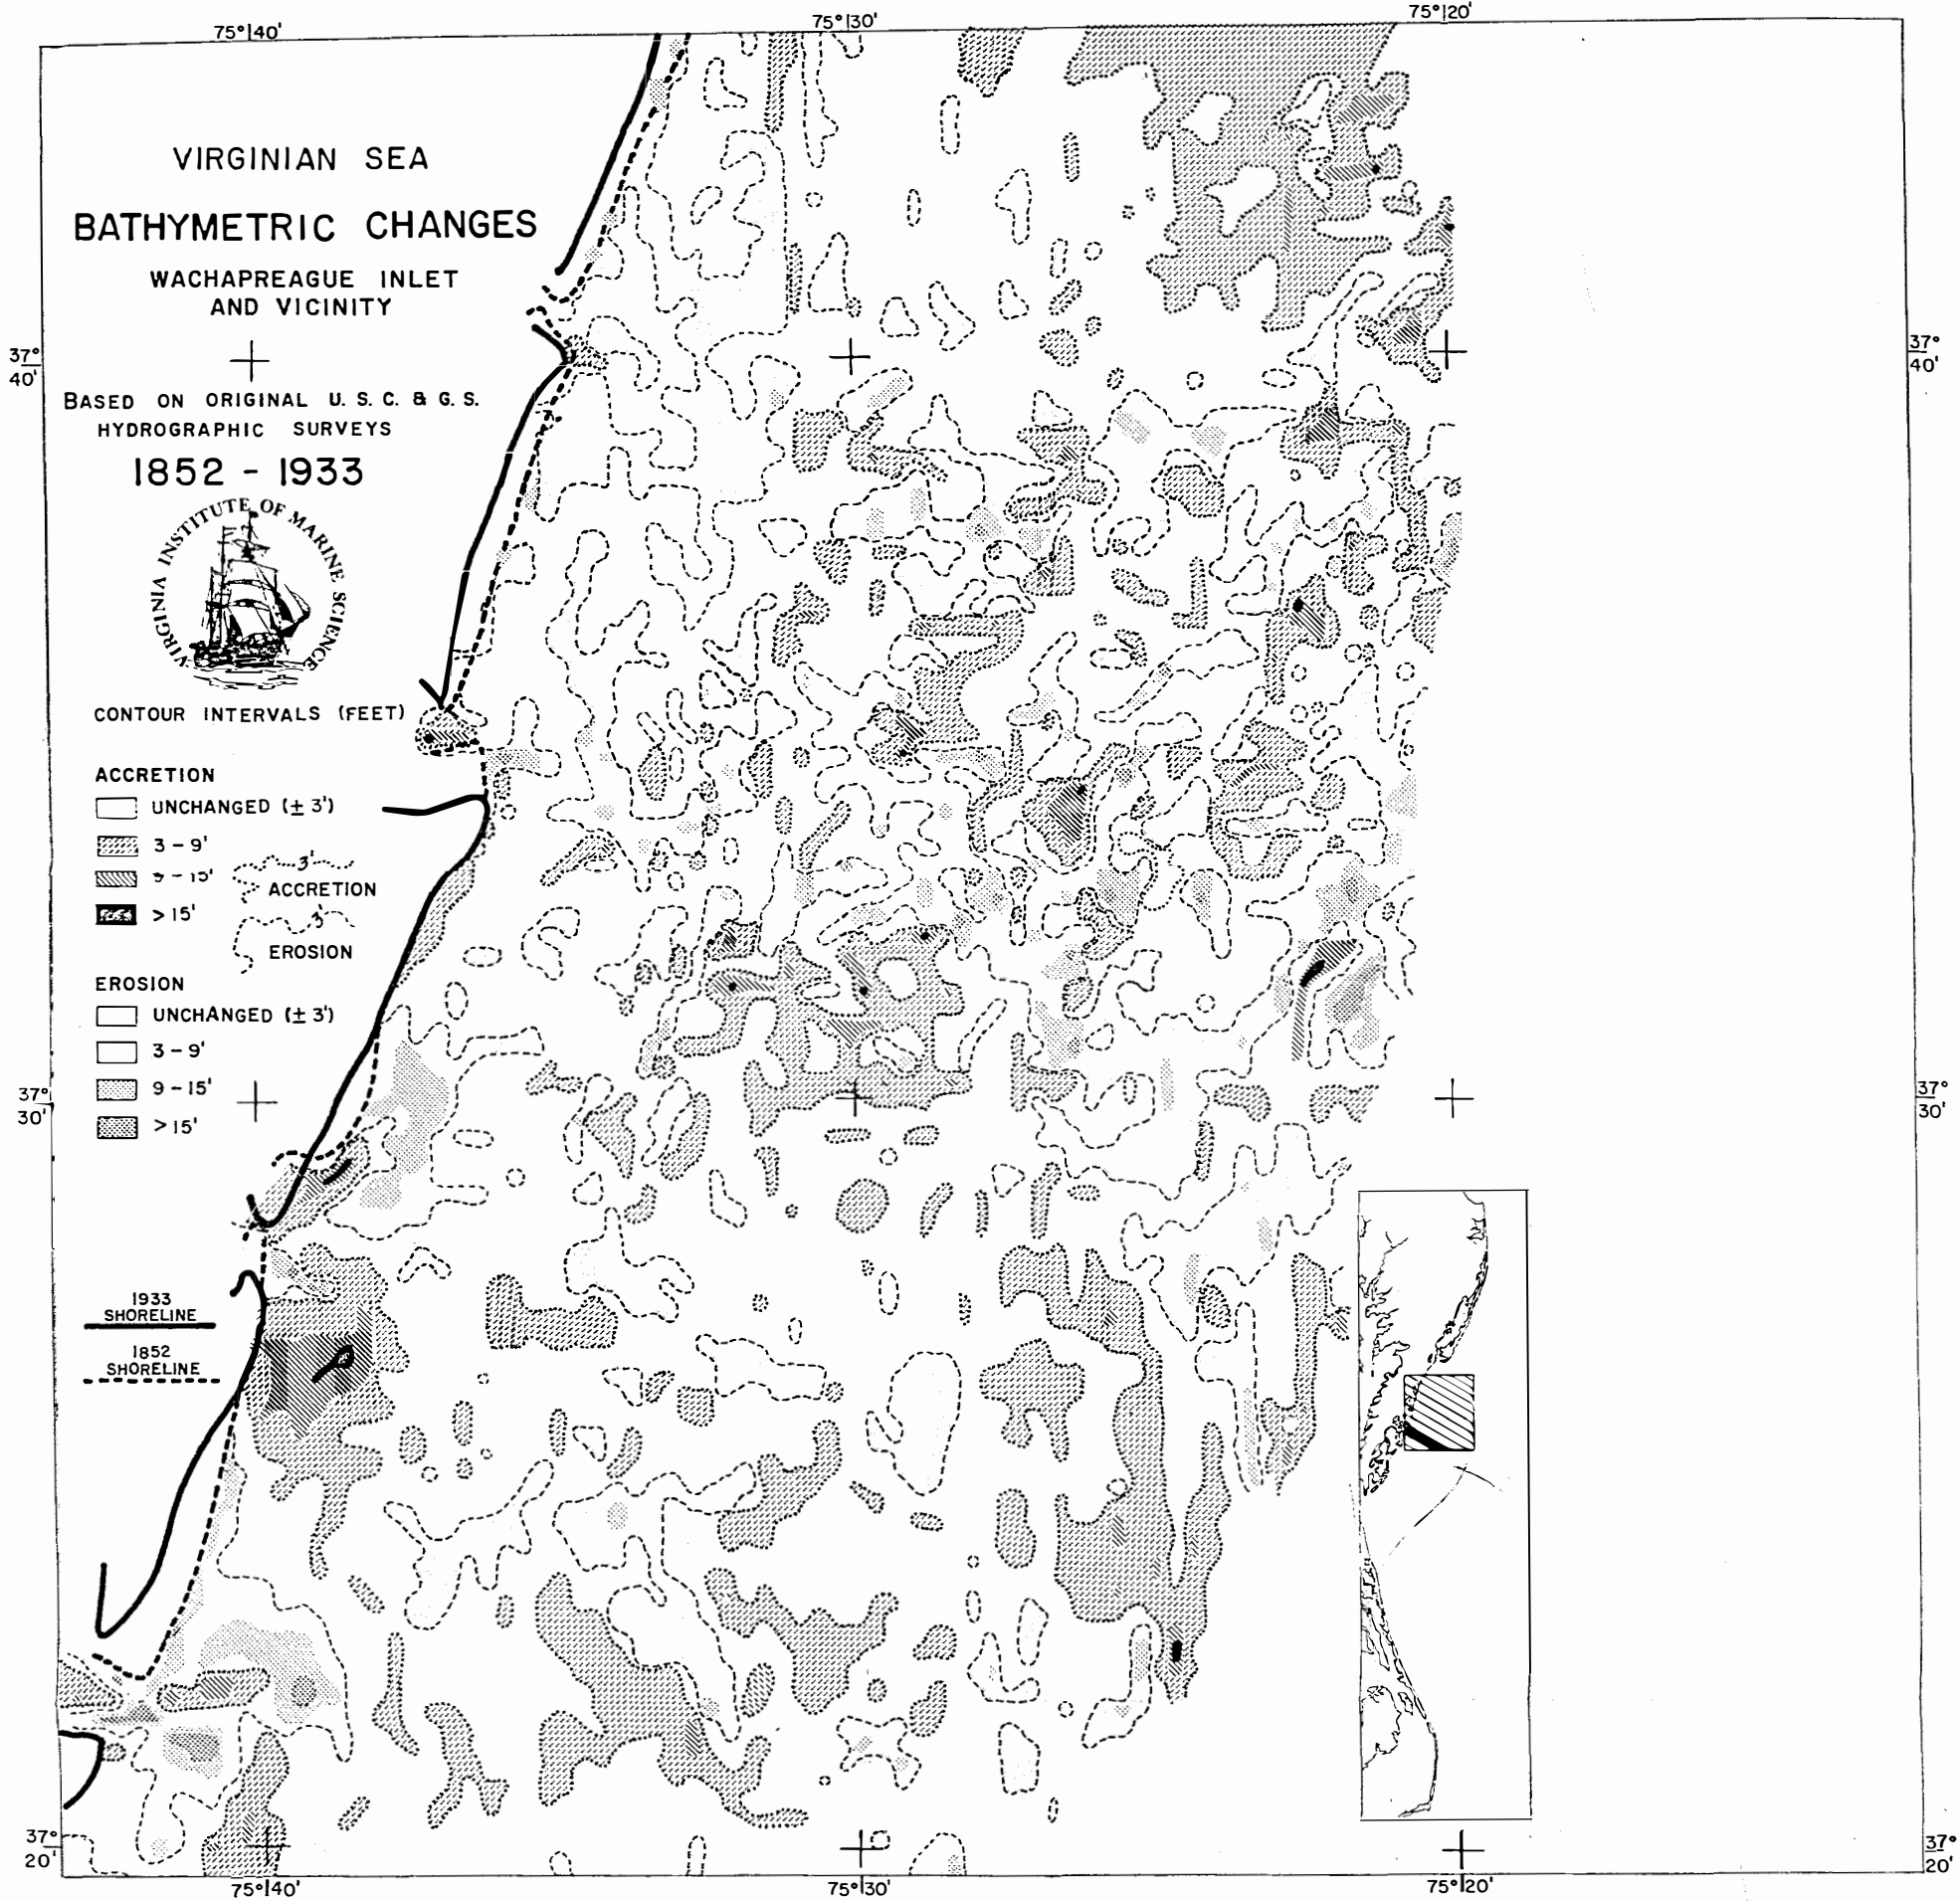 75°40'
75°30'
75°20'
VIRGINIAN SEA
BATHYMETRIC CHANGES
WACHAPREAGUE INLET
AND VICINITY
37°
40'
37°
40'
BASED ON ORIGINAL U. S. C. & G. S.
HYDROGRAPHIC SURVEYS
1852 - 1933
VIRGINIA INSTITUTE OF MARINE SCIENCE
CONTOUR INTERVALS (FEET)
ACCRETION
UNCHANGED (± 3')
3 - 9'
9 - 15'
> 15'
3'
ACCRETION
3'
EROSION
EROSION
UNCHANGED (± 3')
3 - 9'
9 - 15'
> 15'
37°
30'
37°
30'
1933
SHORELINE
1852
SHORELINE
37°
20'
37°
20'
75°40'
75°30'
75°20'